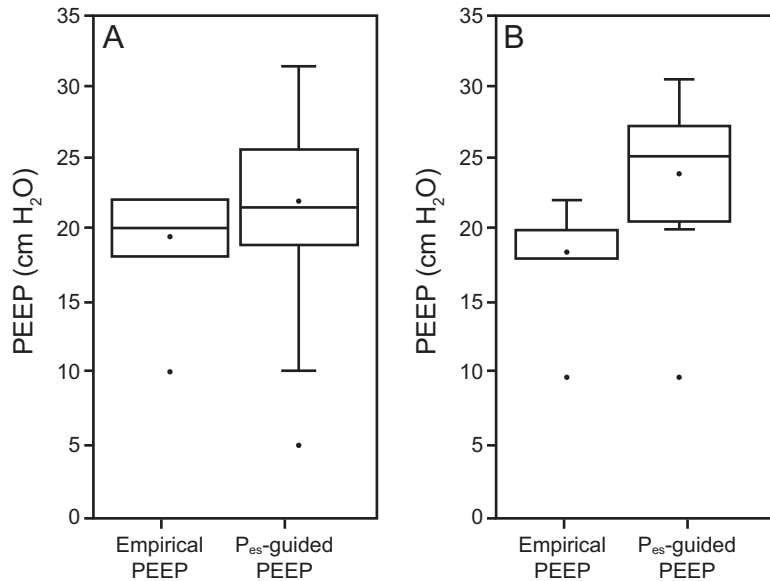 A
PEEP (cm H₂O)
35
30
25
20
15
10
5
0
Empirical
PEEP
Pes-guided
PEEP
B
PEEP (cm H₂O)
35
30
25
20
15
10
5
0
Empirical
PEEP
Pes-guided
PEEP